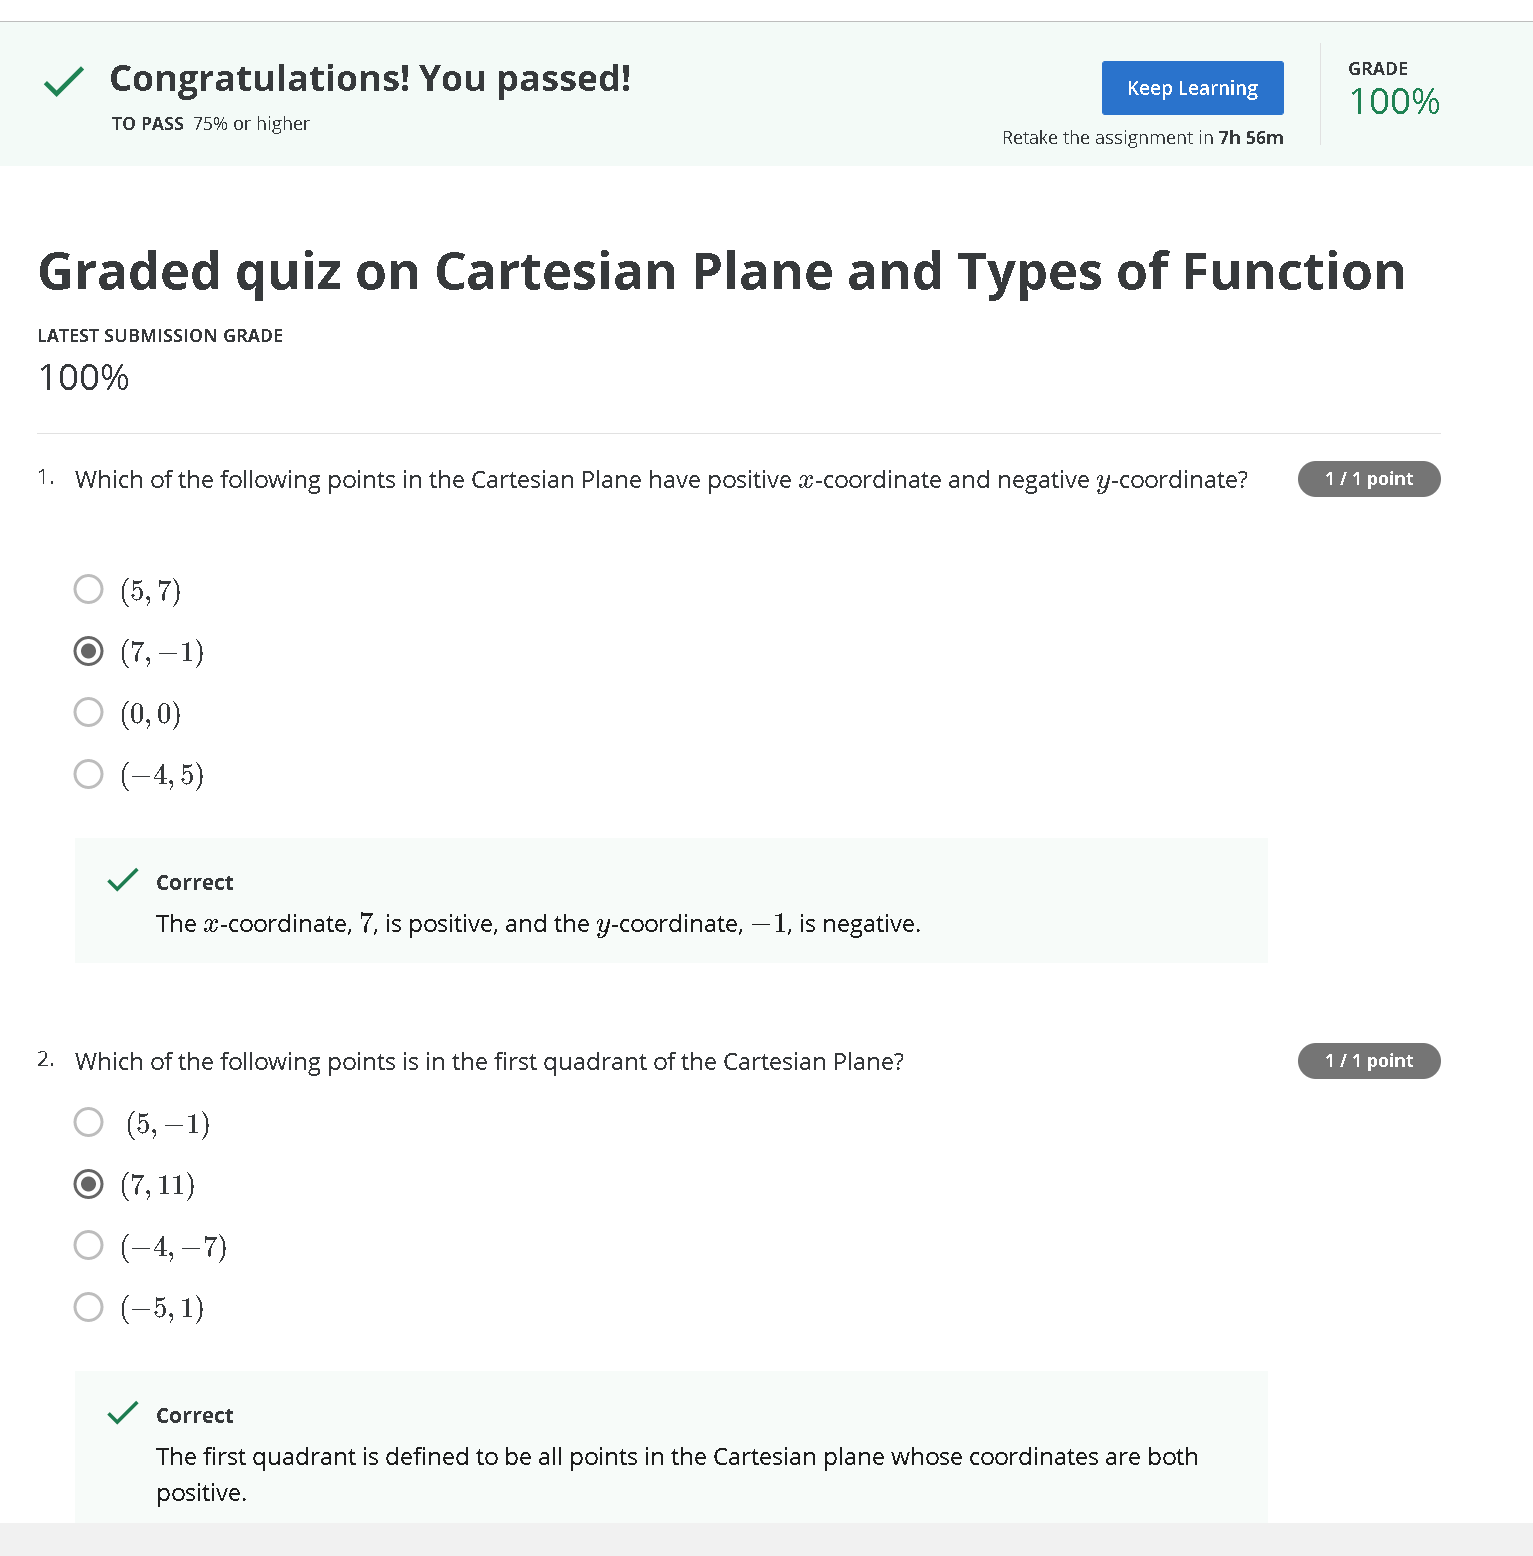 Congratulations! You passed!
TO PASS 75% or higher
Keep Learning
Retake the assignment in 7h 56m
GRADE
100%
Graded quiz on Cartesian Plane and Types of Function
LATEST SUBMISSION GRADE
100%
1. Which of the following points in the Cartesian Plane have positive x-coordinate and negative y-coordinate?
1 / 1 point
(5, 7)
(7, −1)
(0, 0)
(−4, 5)
Correct
The x-coordinate, 7, is positive, and the y-coordinate, −1, is negative.
2. Which of the following points is in the first quadrant of the Cartesian Plane?
1 / 1 point
(5, −1)
(7, 11)
(−4, −7)
(−5, 1)
Correct
The first quadrant is defined to be all points in the Cartesian plane whose coordinates are both
positive.